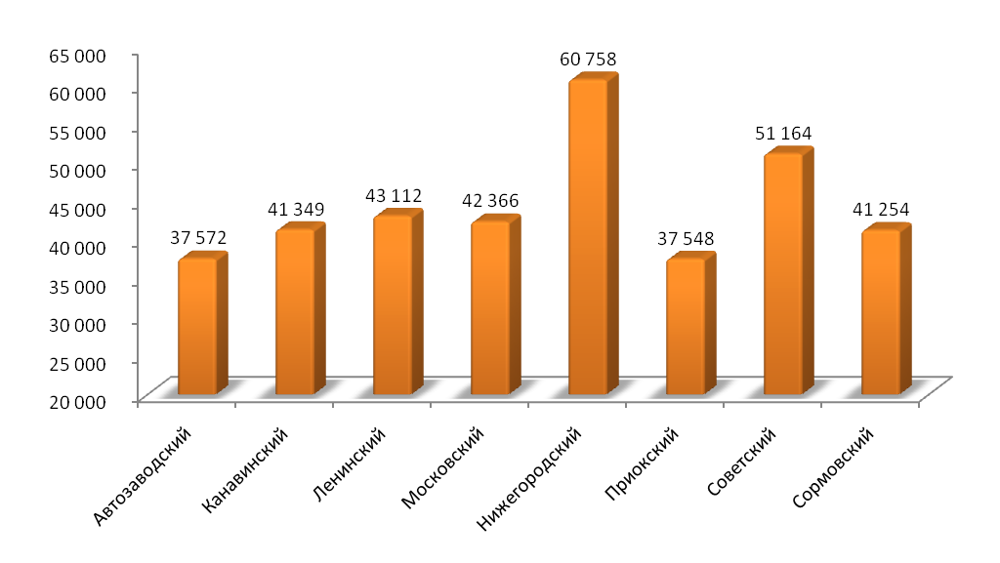 65 000
60 000
55 000
50 000
45 000
40 000
35 000
30 000
25 000
20 000
37 572
41 349
43 112
42 366
60 758
37 548
51 164
41 254
Автозаводский
Канавинский
Ленинский
Московский
Нижегородский
Приокский
Советский
Сормовский